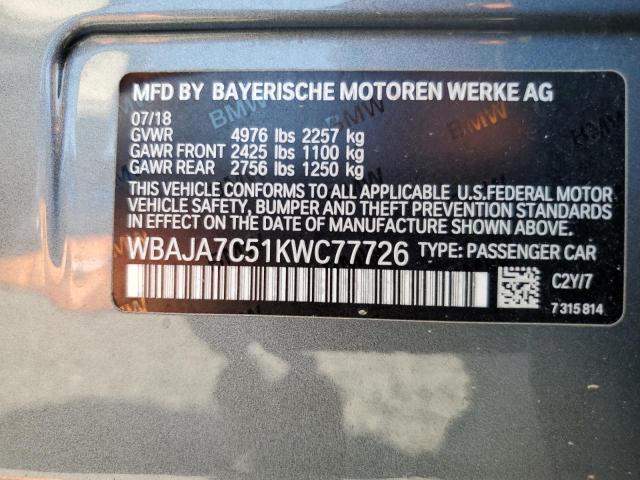 MFD BY BAYERISCHE MOTOREN WERKE AG
07/18
GVWR 4976 lbs 2257 kg
GAWR FRONT 2425 lbs 1100 kg
GAWR REAR 2756 lbs 1250 kg
THIS VEHICLE CONFORMS TO ALL APPLICABLE U.S.FEDERAL MOTOR
VEHICLE SAFETY, BUMPER AND THEFT PREVENTION STANDARDS
IN EFFECT ON THE DATE OF MANUFACTURE SHOWN ABOVE.
WBAJA7C51KWC77726 TYPE: PASSENGER CAR
C2Y/7
7 315 814